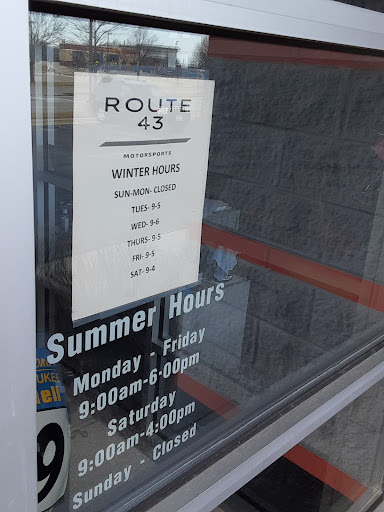 ROUTE
43
MOTORSPORTS
WINTER HOURS
SUN-MON- CLOSED
TUES- 9-5
WED- 9-6
THURS- 9-5
FRI- 9-5
SAT- 9-4
Summer Hours
Monday - Friday
9:00am-6:00pm
Saturday
9:00am-4:00pm
Sunday - Closed
9